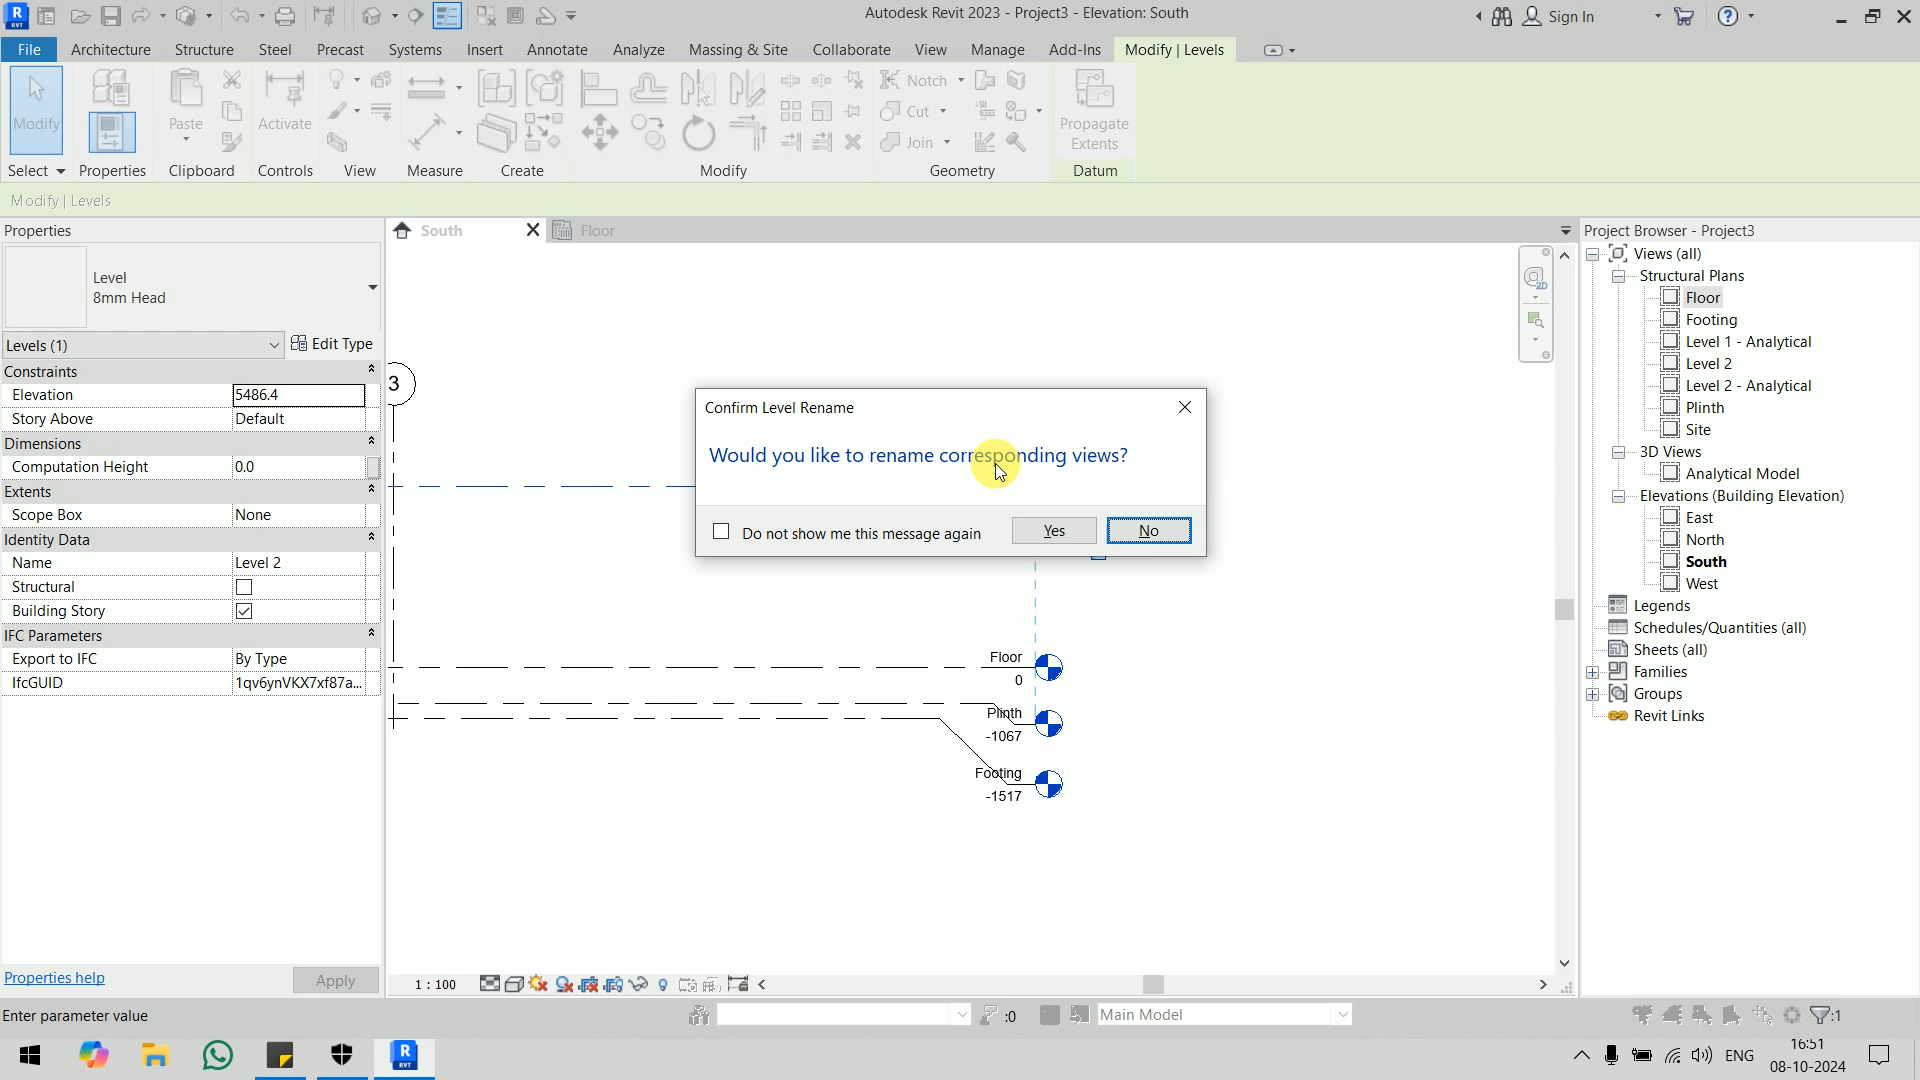 Autodesk Revit 2023 - Project3 - Elevation: South
Sign In
File Architecture Structure Steel Precast Systems Insert Annotate Analyze Massing & Site Collaborate View Manage Add-Ins Modify | Levels
Modify
Paste
Activate
Notch
Cut
Join
Propagate
Extents
Select Properties Clipboard Controls View Measure Create Modify Geometry Datum
Modify | Levels
Properties
South
Floor
Project Browser - Project3
Level
8mm Head
Levels (1)
Edit Type
Constraints
Elevation 5486.4
Story Above Default
Dimensions
Computation Height 0.0
Extents
Scope Box None
Identity Data
Name Level 2
Structural
Building Story
IFC Parameters
Export to IFC By Type
IfcGUID 1qv6ynVKX7xf87a...
Properties help
Apply
3
Confirm Level Rename
Would you like to rename corresponding views?
Do not show me this message again
Yes
No
Floor
0
Plinth
-1067
Footing
-1517
2D
Views (all)
Structural Plans
Floor
Footing
Level 1 - Analytical
Level 2
Level 2 - Analytical
Plinth
Site
3D Views
Analytical Model
Elevations (Building Elevation)
East
North
South
West
Legends
Schedules/Quantities (all)
Sheets (all)
Families
Groups
Revit Links
1 : 100
Enter parameter value
:0
Main Model
:1
ENG
16:51
08-10-2024